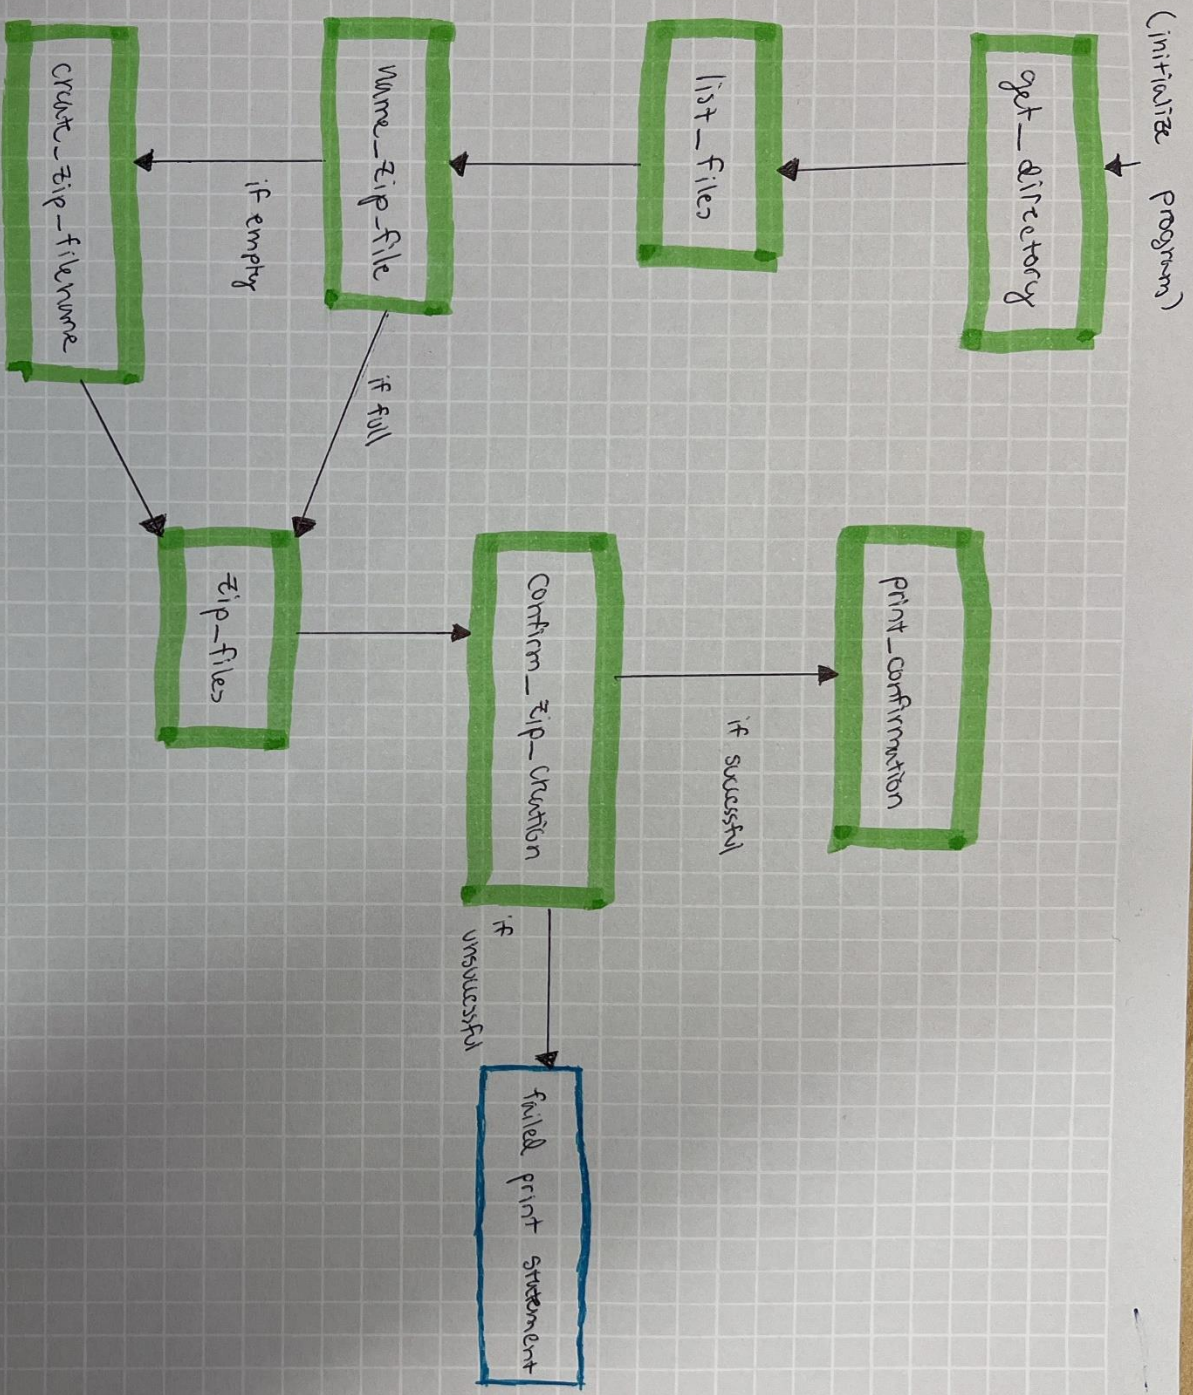 (initialize program)
get_directory
list_files
name_zip_file
if empty
create_zip_filename
if full
zip_files
confirm_zip_creation
if successful
print_confirmation
if
unsuccessful
failed print statement